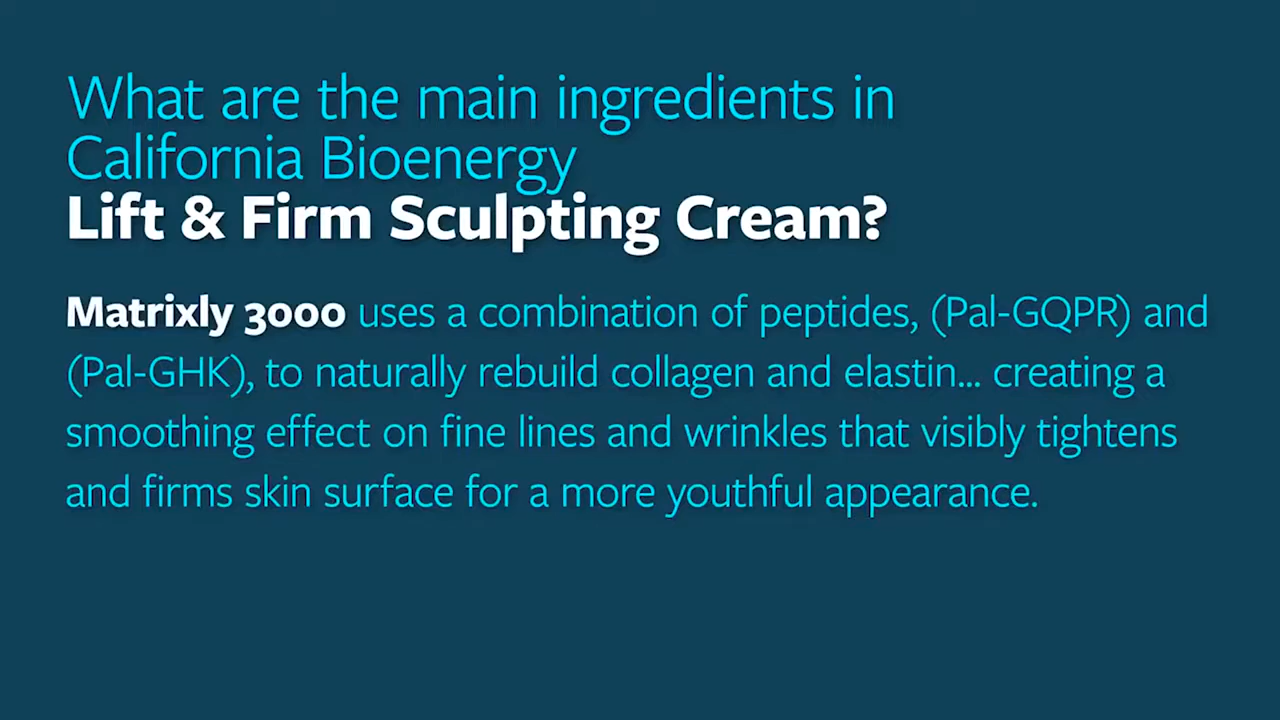 What are the main ingredients in
California Bioenergy
Lift & Firm Sculpting Cream?
Matrixly 3000 uses a combination of peptides, (Pal-GQPR) and
(Pal-GHK), to naturally rebuild collagen and elastin... creating a
smoothing effect on fine lines and wrinkles that visibly tightens
and firms skin surface for a more youthful appearance.